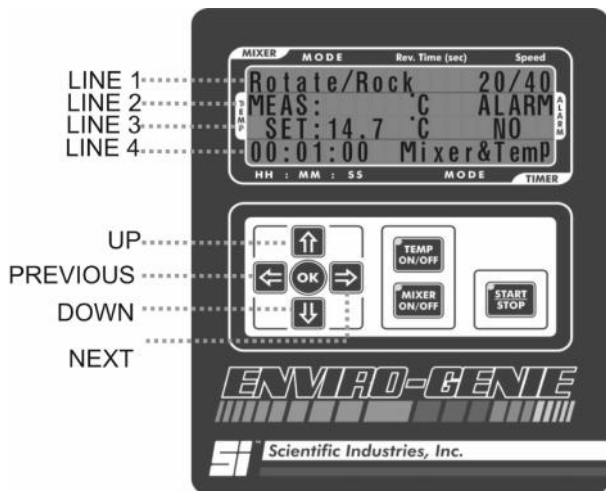 MIXER MODE Rev. Time (sec) Speed
LINE 1 Rotate/Rock 20/40
LINE 2 MEAS: °C ALARM
LINE 3 SET:14.7 °C NO
LINE 4 00:01:00 Mixer&Temp
TEMP
ALARM
HH : MM : SS MODE TIMER
UP
PREVIOUS
DOWN
NEXT
OK
TEMP
ON/OFF
MIXER
ON/OFF
START
STOP
ENVIRO-GENIE
Si ™ Scientific Industries, Inc.